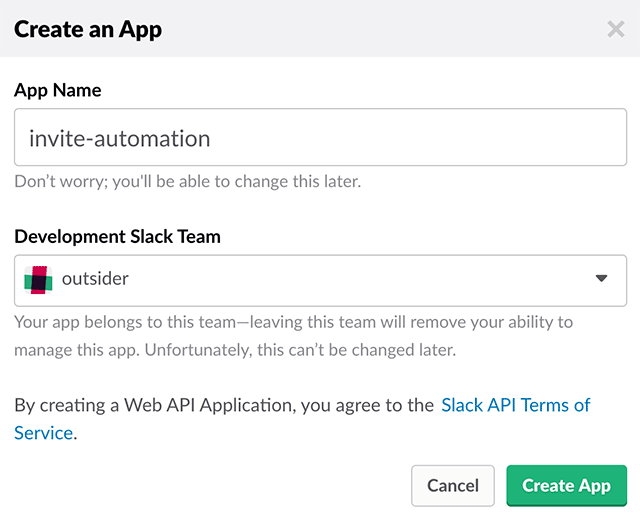 Create an App
App Name
invite-automation
Don’t worry; you'll be able to change this later.
Development Slack Team
outsider
Your app belongs to this team—leaving this team will remove your ability to
manage this app. Unfortunately, this can’t be changed later.
By creating a Web API Application, you agree to the Slack API Terms of
Service.
Cancel
Create App